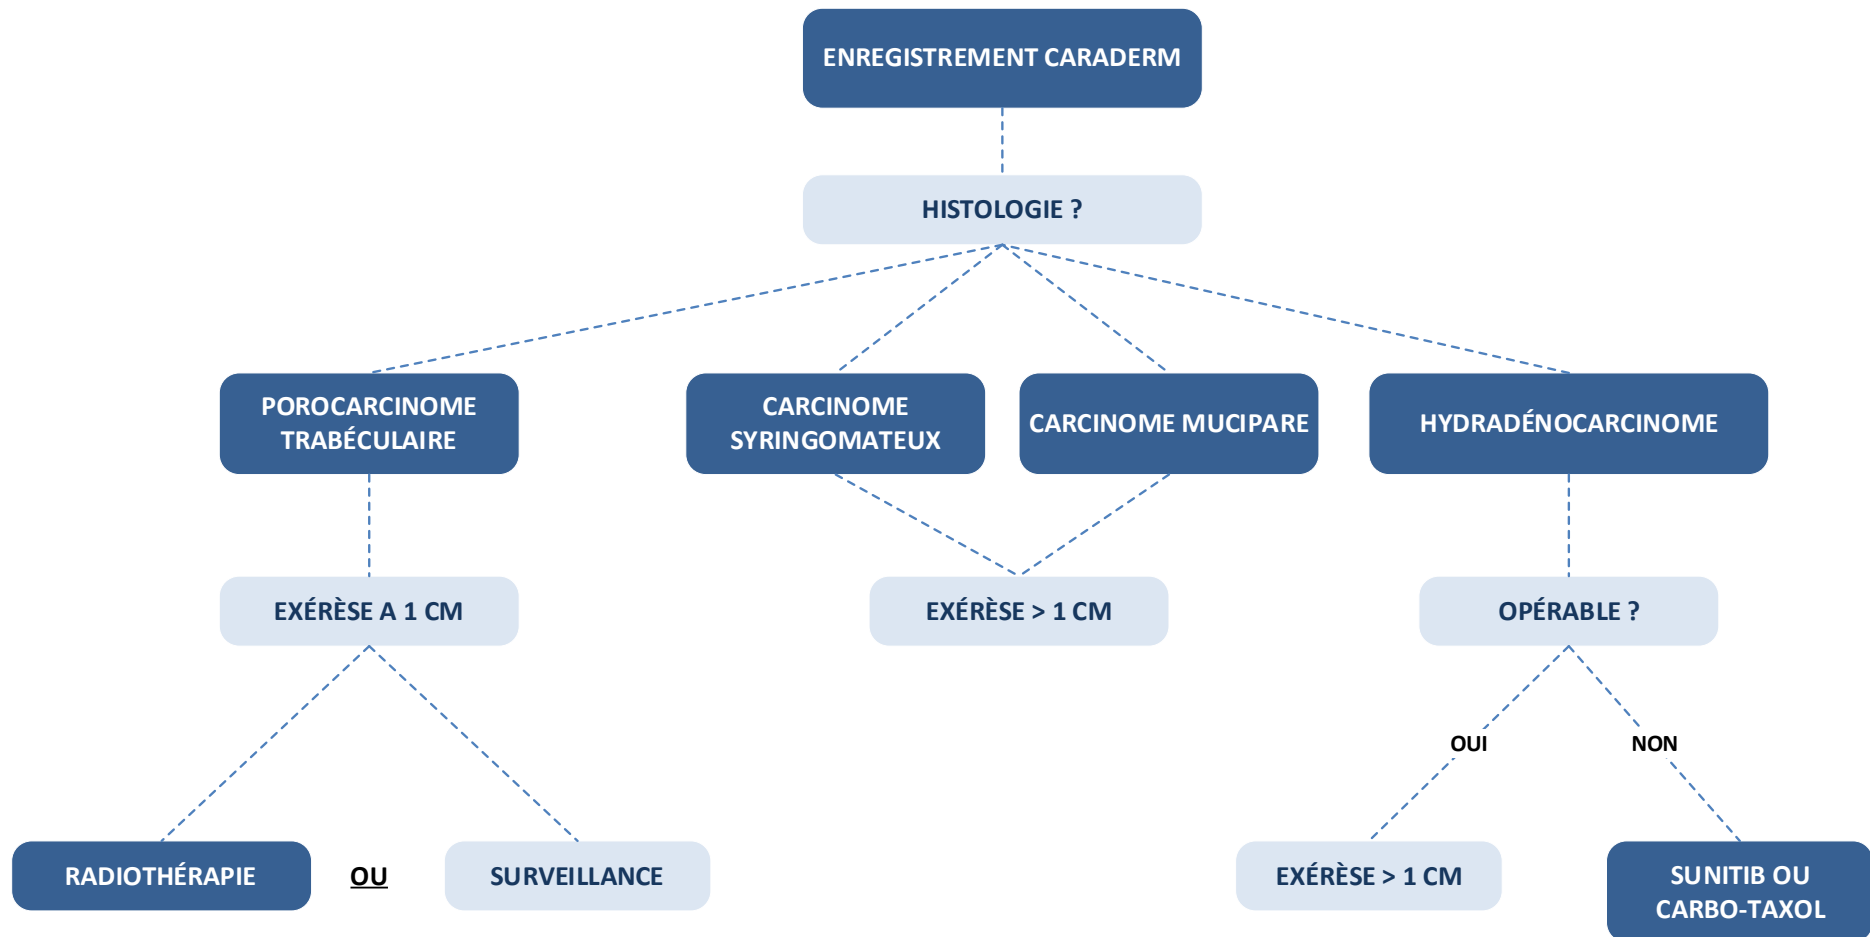 ENREGISTREMENT CARADERM
HISTOLOGIE ?
POROCARCINOME
TRABÉCULAIRE
CARCINOME
SYRINGOMATEUX
CARCINOME MUCIPARE
HYDRADÉNOCARCINOME
EXÉRÈSE A 1 CM
EXÉRÈSE > 1 CM
OPÉRABLE ?
OUI
NON
RADIOTHÉRAPIE
OU
SURVEILLANCE
EXÉRÈSE > 1 CM
SUNITIB OU
CARBO-TAXOL